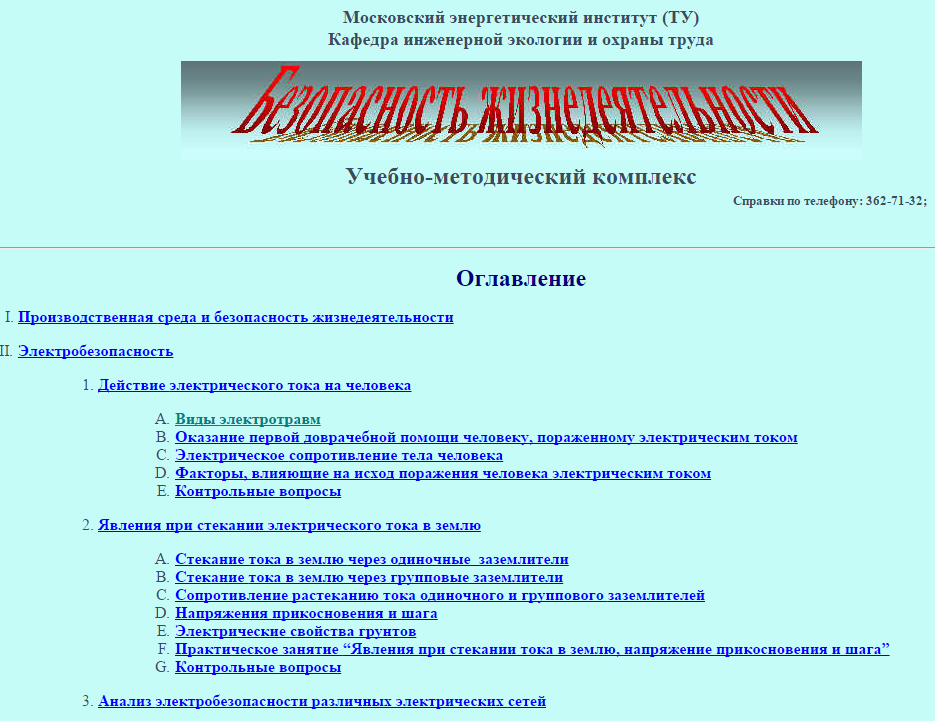 Московский энергетический институт (ТУ)
Кафедра инженерной экологии и охраны труда
Безопасность жизнедеятельности
Учебно-методический комплекс
Справки по телефону: 362-71-32;
Оглавление
I. Производственная среда и безопасность жизнедеятельности
II. Электробезопасность
1. Действие электрического тока на человека
A. Виды электротравм
B. Оказание первой доврачебной помощи человеку, пораженному электрическим током
C. Электрическое сопротивление тела человека
D. Факторы, влияющие на исход поражения человека электрическим током
E. Контрольные вопросы
2. Явления при стекании электрического тока в землю
A. Стекание тока в землю через одиночные заземлители
B. Стекание тока в землю через групповые заземлители
C. Сопротивление растеканию тока одиночного и группового заземлителей
D. Напряжения прикосновения и шага
E. Электрические свойства грунтов
F. Практическое занятие “Явления при стекании тока в землю, напряжение прикосновения и шага”
G. Контрольные вопросы
3. Анализ электробезопасности различных электрических сетей